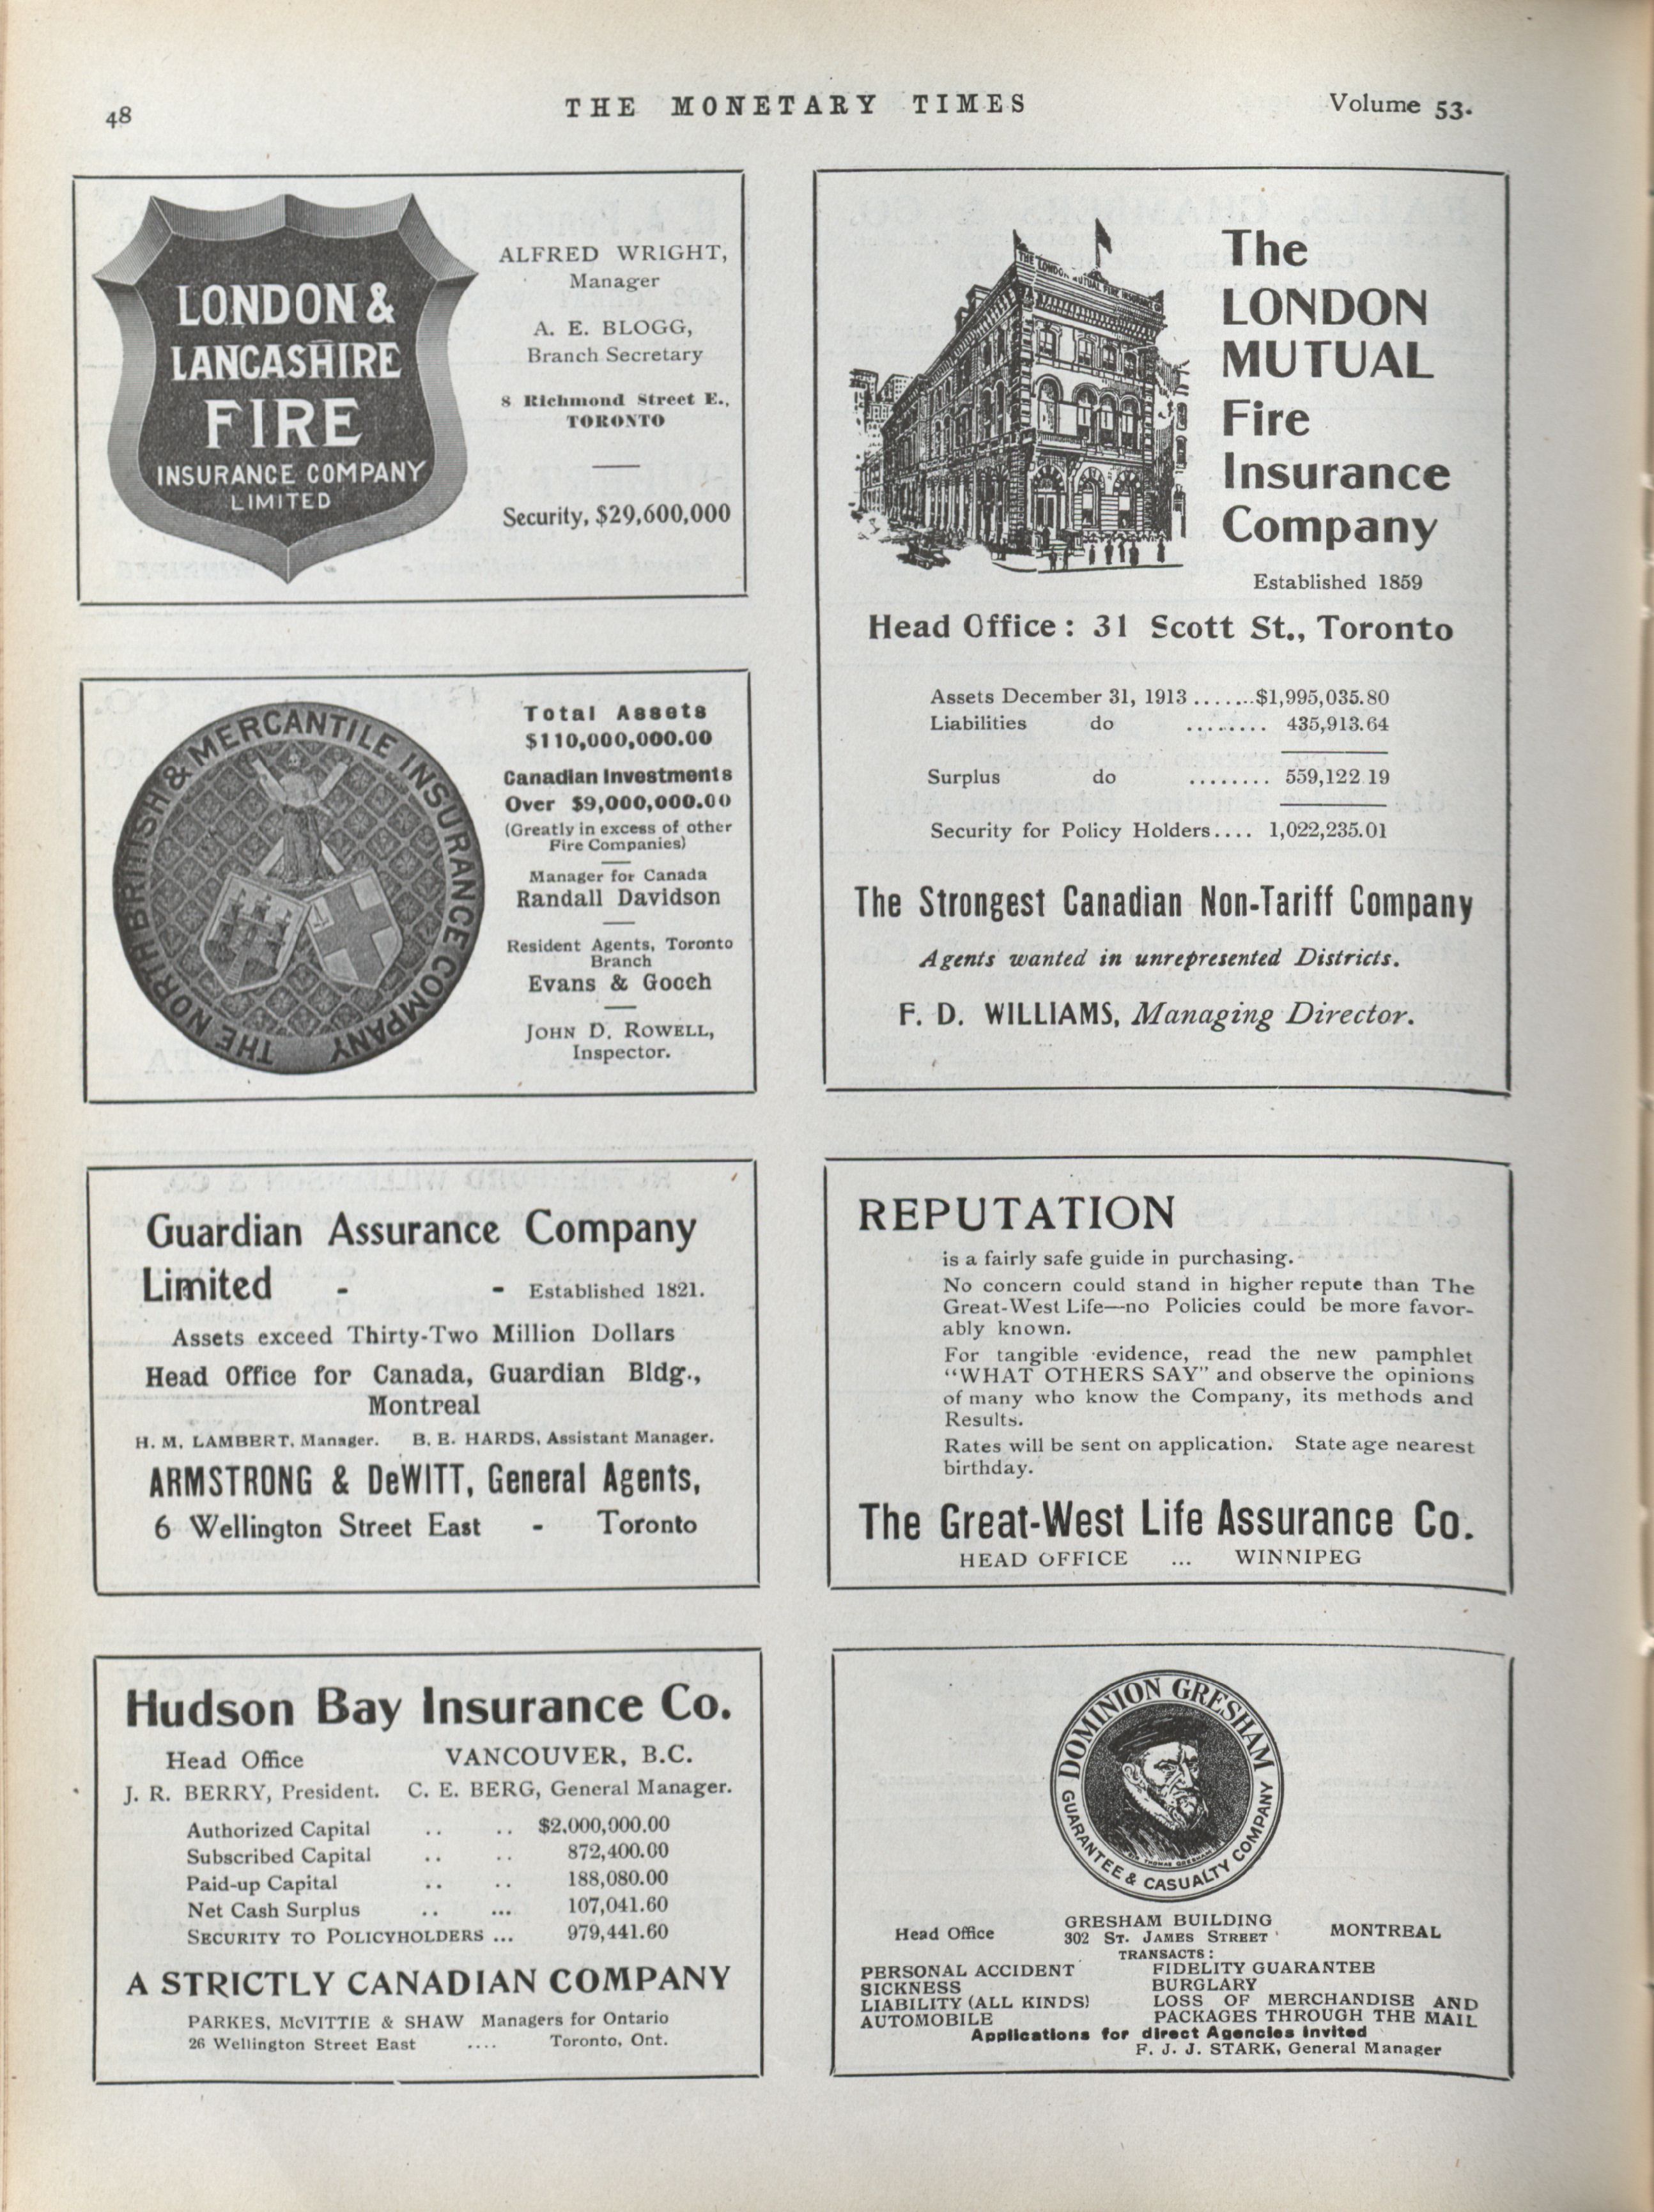 48
THE MONETARY TIMES
Volume 53.
LONDON &
LANCASHIRE
FIRE
INSURANCE COMPANY
LIMITED
ALFRED WRIGHT,
Manager
A. E. BLOGG,
Branch Secretary
8 Richmond Street E.,
TORONTO
Security, $29,600,000
THE NORTH BRITISH & MERCANTILE INSURANCE COMPANY
Total Assets
$110,000,000.00
Canadian Investments
Over $9,000,000.00
(Greatly in excess of other
Fire Companies)
Manager for Canada
Randall Davidson
Resident Agents, Toronto
Branch
Evans & Gooch
JOHN D. ROWELL,
Inspector.
Guardian Assurance Company
Limited - - Established 1821.
Assets exceed Thirty-Two Million Dollars
Head Office for Canada, Guardian Bldg.,
Montreal
H. M. LAMBERT, Manager. B. E. HARDS, Assistant Manager.
ARMSTRONG & DeWITT, General Agents,
6 Wellington Street East - Toronto
Hudson Bay Insurance Co.
Head Office VANCOUVER, B.C.
J. R. BERRY, President. C. E. BERG, General Manager.
Authorized Capital .. .. $2,000,000.00
Subscribed Capital .. .. 872,400.00
Paid-up Capital .. .. 188,080.00
Net Cash Surplus .. ... 107,041.60
SECURITY TO POLICYHOLDERS ... 979,441.60
A STRICTLY CANADIAN COMPANY
PARKES, McVITTIE & SHAW Managers for Ontario
26 Wellington Street East .... Toronto, Ont.
THE LONDON MUTUAL FIRE INSURANCE CO.
The
LONDON
MUTUAL
Fire
Insurance
Company
Established 1859
Head Office: 31 Scott St., Toronto
Assets December 31, 1913 ........$1,995,035.80
Liabilities do ........ 435,913.64
Surplus do ........ 559,122.19
Security for Policy Holders.... 1,022,235.01
The Strongest Canadian Non-Tariff Company
Agents wanted in unrepresented Districts.
F. D. WILLIAMS, Managing Director.
REPUTATION
is a fairly safe guide in purchasing.
No concern could stand in higher repute than The
Great-West Life—no Policies could be more favor-
ably known.
For tangible evidence, read the new pamphlet
“WHAT OTHERS SAY” and observe the opinions
of many who know the Company, its methods and
Results.
Rates will be sent on application. State age nearest
birthday.
The Great-West Life Assurance Co.
HEAD OFFICE ... WINNIPEG
DOMINION GRESHAM
GUARANTEE & CASUALTY COMPANY
SIR THOMAS GRESHAM
Head Office GRESHAM BUILDING MONTREAL
302 ST. JAMES STREET
TRANSACTS:
PERSONAL ACCIDENT FIDELITY GUARANTEE
SICKNESS BURGLARY
LIABILITY (ALL KINDS) LOSS OF MERCHANDISE AND
AUTOMOBILE PACKAGES THROUGH THE MAIL
Applications for direct Agencies Invited
F. J. J. STARK, General Manager